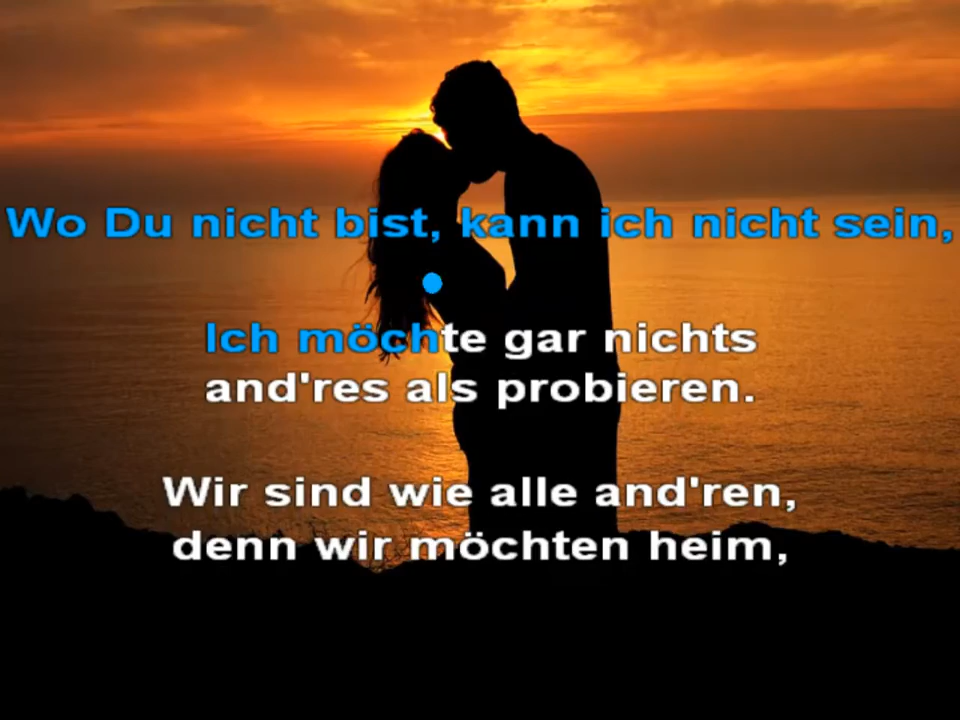 Wo Du nicht bist, kann ich nicht sein,
Ich möchte gar nichts
and'res als probieren.
Wir sind wie alle and'ren,
denn wir möchten heim,